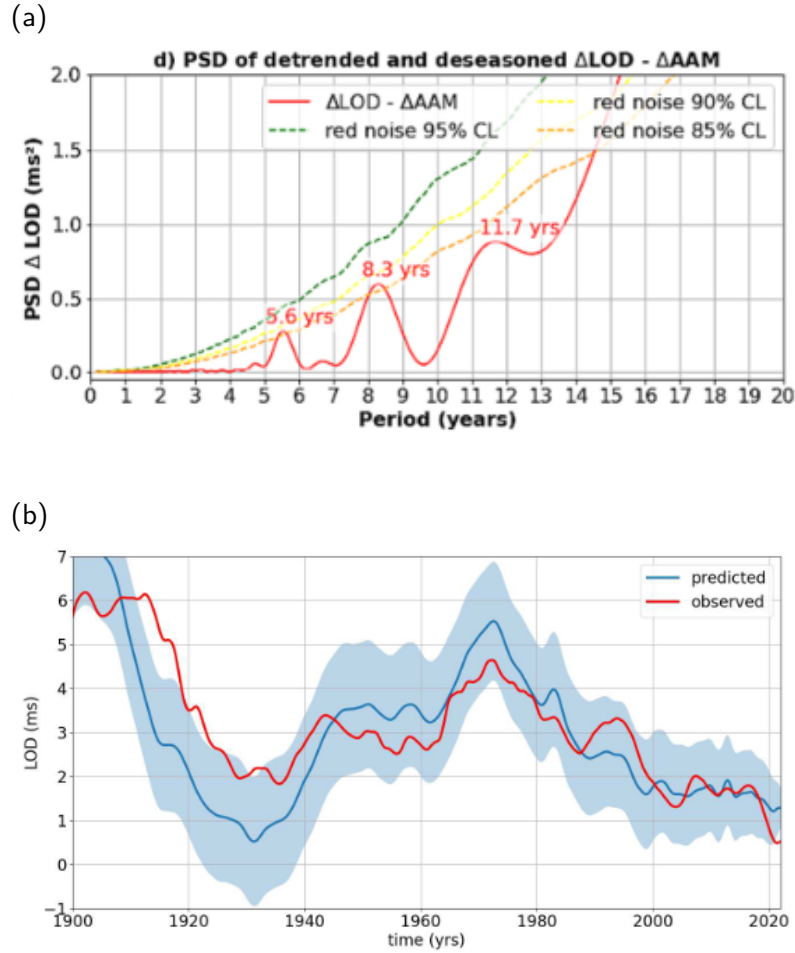 (a)
d) PSD of detrended and deseasoned ΔLOD - ΔAAM
2.0
ΔLOD - ΔAAM
red noise 95% CL
red noise 90% CL
red noise 85% CL
1.5
1.0
0.5
0.0
5.6 yrs
8.3 yrs
11.7 yrs
PSD Δ LOD (ms²)
0 1 2 3 4 5 6 7 8 9 10 11 12 13 14 15 16 17 18 19 20
Period (years)
(b)
7
6
5
4
3
2
1
0
−1
predicted
observed
LOD (ms)
1900 1920 1940 1960 1980 2000 2020
time (yrs)